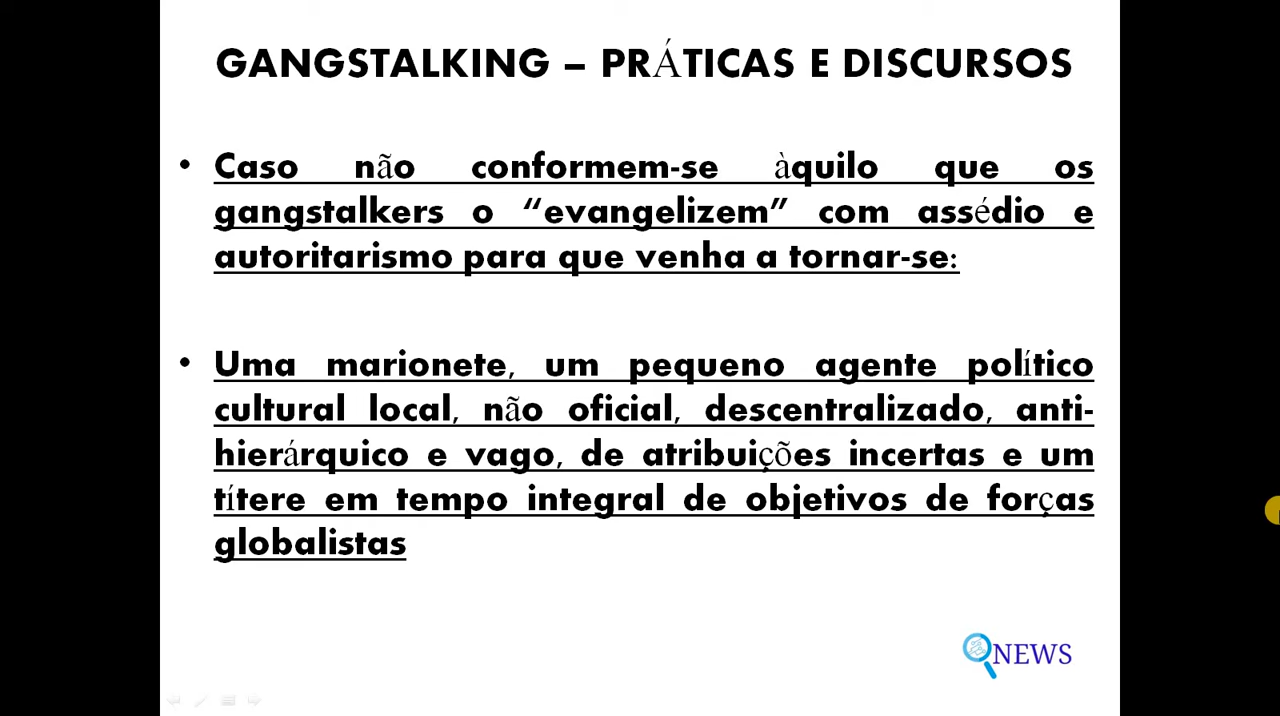 GANGSTALKING – PRÁTICAS E DISCURSOS
• Caso não conformem-se àquilo que os
gangstalkers o “evangelizem” com assédio e
autoritarismo para que venha a tornar-se:
• Uma marionete, um pequeno agente político
cultural local, não oficial, descentralizado, anti-
hierárquico e vago, de atribuições incertas e um
títere em tempo integral de objetivos de forças
globalistas
NEWS